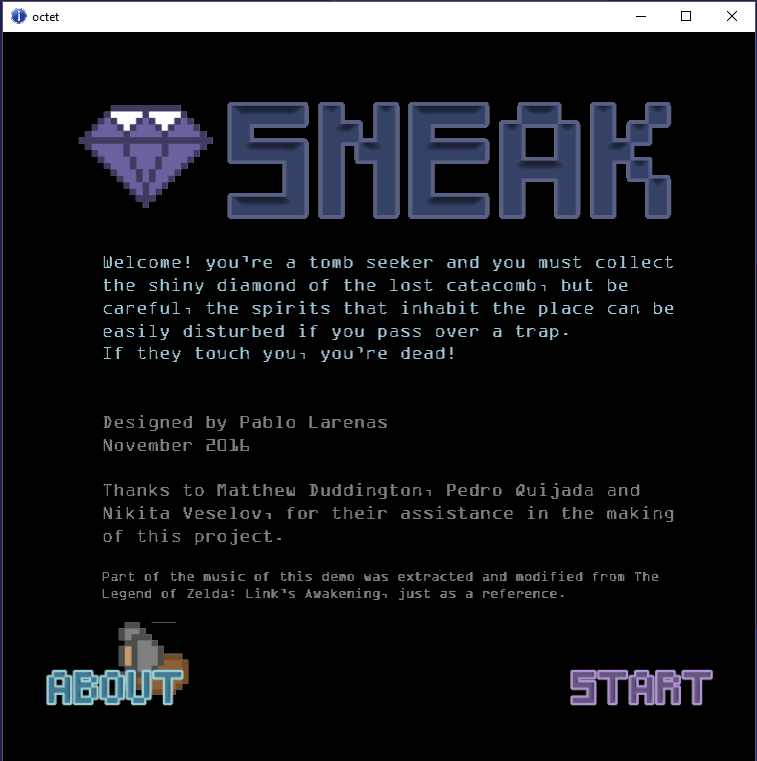 octet
SNEAK
Welcome! you're a tomb seeker and you must collect
the shiny diamond of the lost catacomb, but be
careful, the spirits that inhabit the place can be
easily disturbed if you pass over a trap.
If they touch you, you're dead!
Designed by Pablo Larenas
November 2016
Thanks to Matthew Duddington, Pedro Quijada and
Nikita Veselov, for their assistance in the making
of this project.
Part of the music of this demo was extracted and modified from The
Legend of Zelda: Link's Awakening, just as a reference.
ABOUT
START